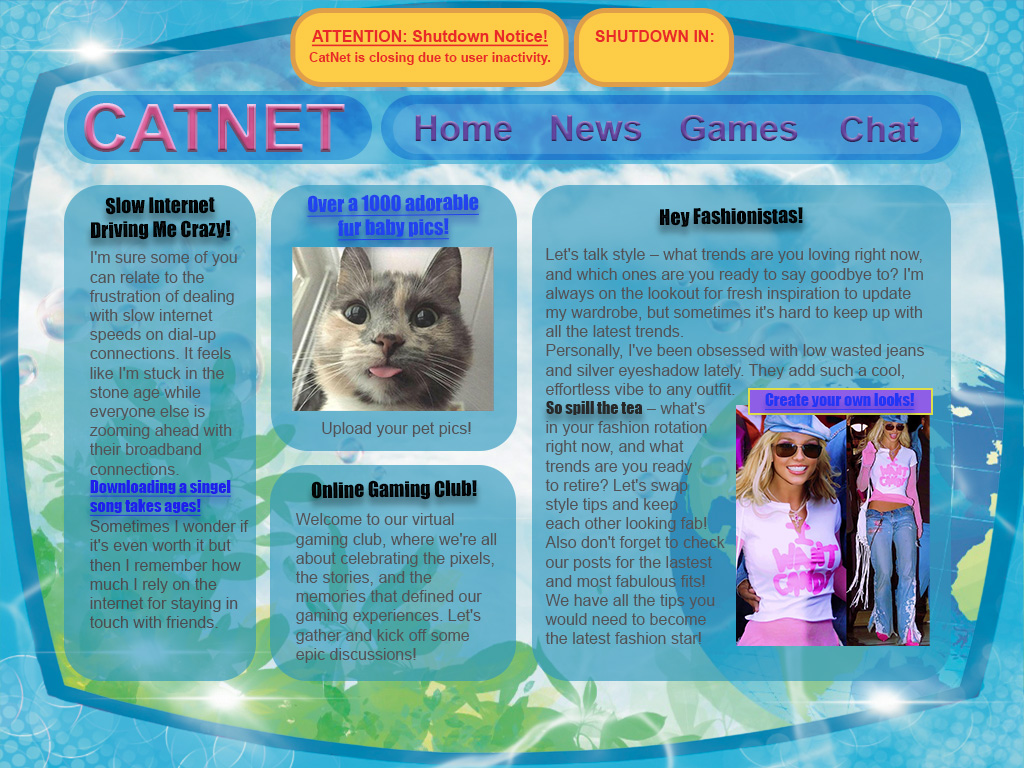 ATTENTION: Shutdown Notice!
CatNet is closing due to user inactivity.
SHUTDOWN IN:
CATNET
Home News Games Chat
Slow Internet
Driving Me Crazy!
I'm sure some of you
can relate to the
frustration of dealing
with slow internet
speeds on dial-up
connections. It feels
like I'm stuck in the
stone age while
everyone else is
zooming ahead with
their broadband
connections.
Downloading a singel
song takes ages!
Sometimes I wonder if
it's even worth it but
then I remember how
much I rely on the
internet for staying in
touch with friends.
Over a 1000 adorable
fur baby pics!
Upload your pet pics!
Online Gaming Club!
Welcome to our virtual
gaming club, where we're all
about celebrating the pixels,
the stories, and the
memories that defined our
gaming experiences. Let's
gather and kick off some
epic discussions!
Hey Fashionistas!
Let's talk style – what trends are you loving right now,
and which ones are you ready to say goodbye to? I'm
always on the lookout for fresh inspiration to update
my wardrobe, but sometimes it's hard to keep up with
all the latest trends.
Personally, I've been obsessed with low wasted jeans
and silver eyeshadow lately. They add such a cool,
effortless vibe to any outfit.
So spill the tea – what's
in your fashion rotation
right now, and what
trends are you ready
to retire? Let's swap
style tips and keep
each other looking fab!
Also don't forget to check
our posts for the lastest
and most fabulous fits!
We have all the tips you
would need to become
the latest fashion star!
Create your own looks!
I
WANT
CANDY
I
WANT
CANDY